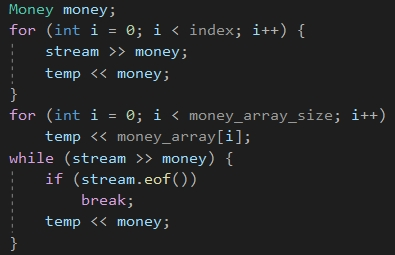 Money money;
for (int i = 0; i < index; i++) {
    stream >> money;
    temp << money;
}
for (int i = 0; i < money_array_size; i++)
    temp << money_array[i];
while (stream >> money) {
    if (stream.eof())
        break;
    temp << money;
}